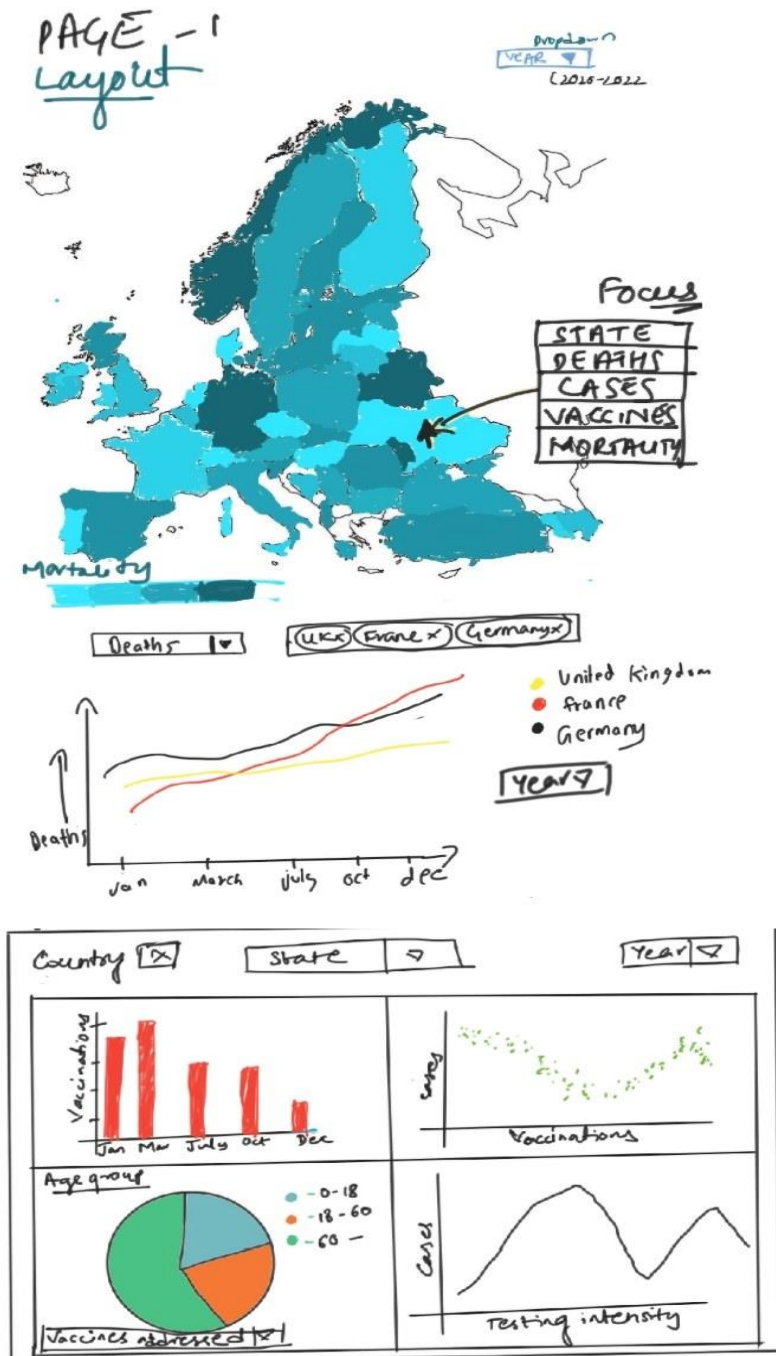 PAGE - 1
Layout
Dropdown
YEAR
(2020-2022
Focus
STATE
DEATHS
CASES
VACCINES
MORTALITY
Mortality
Deaths
UKx France x Germanyx
United Kingdom
france
Germany
Year
Deaths
Jan March july oct dec
Country x State Year
Vaccinations
Jan Mar July Oct Dec
Cases
Vaccinations
Age group
- 0-18
- 18 - 60
- 60 -
Vaccines addressed
Cases
Testing intensity